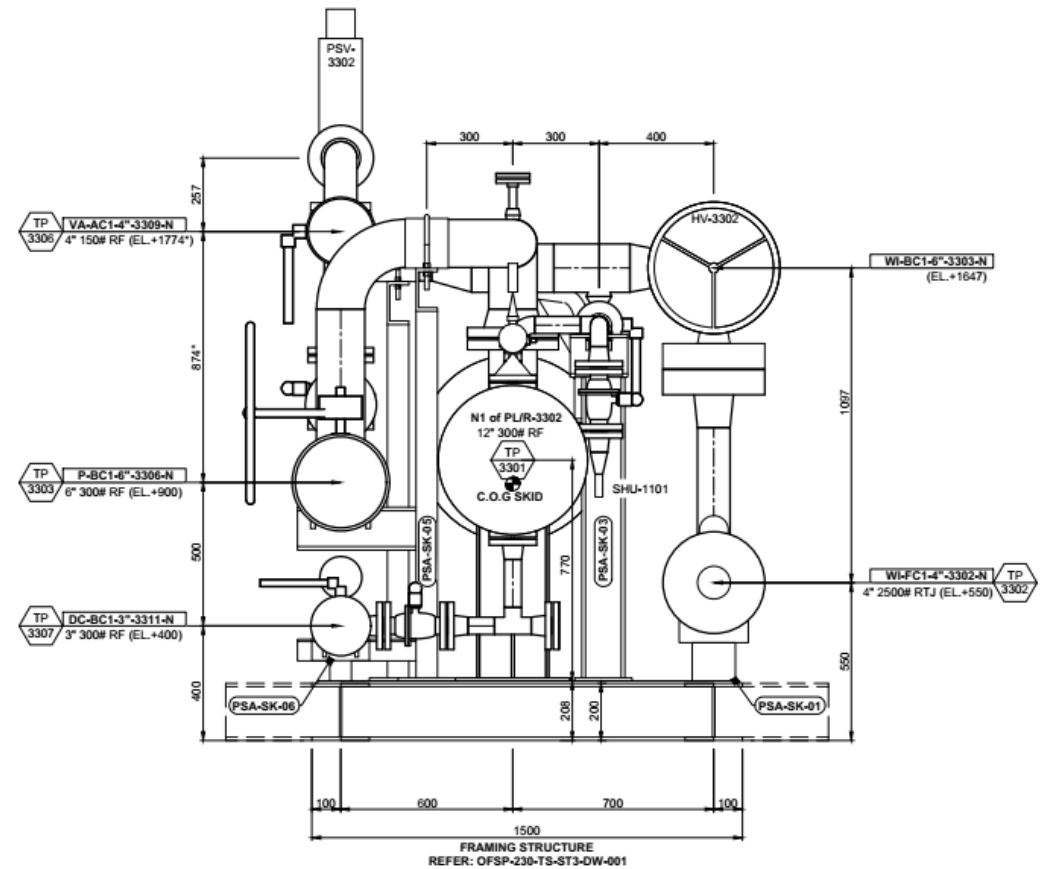 PSV-
3302
300
300
400
257
TP
3306
VA-AC1-4"-3309-N
4" 150# RF (EL.+1774*)
HV-3302
WI-BC1-6"-3303-N
(EL.+1647)
874*
1097
N1 of PL/R-3302
12" 300# RF
TP
3301
C.O.G SKID
SHU-1101
TP
3303
P-BC1-6"-3306-N
6" 300# RF (EL.+900)
500
PSA-SK-05
770
PSA-SK-03
WI-FC1-4"-3302-N
4" 2500# RTJ (EL.+550)
TP
3302
TP
3307
DC-BC1-3"-3311-N
3" 300# RF (EL.+400)
400
550
PSA-SK-06
208
200
PSA-SK-01
100
600
700
100
1500
FRAMING STRUCTURE
REFER: OFSP-230-TS-ST3-DW-001